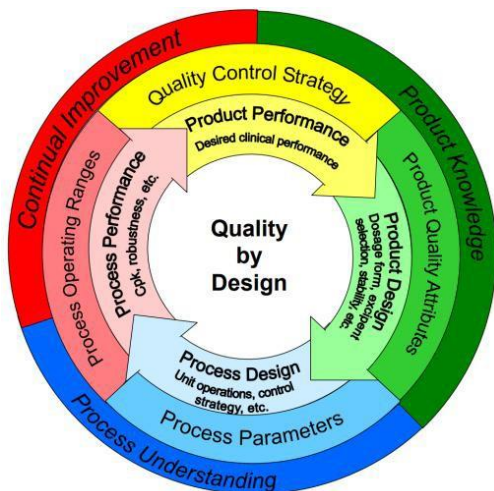 Quality
by
Design
Continual Improvement
Product Knowledge
Process Understanding
Quality Control Strategy
Product Quality Attributes
Process Parameters
Process Operating Ranges
Product Performance
Desired clinical performance
Product Design
Dosage form, excipent
selection, stability, etc.
Process Design
Unit operations, control
strategy, etc.
Process Performance
Cpk, robustness, etc.